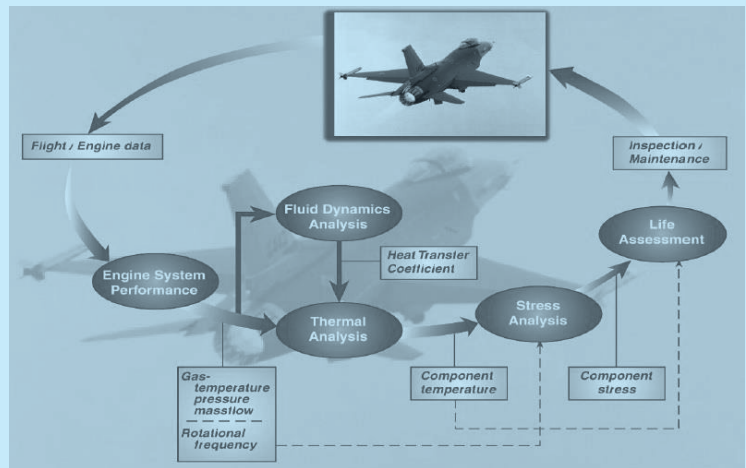 Flight / Engine data
Inspection /
Maintenance
Fluid Dynamics
Analysis
Life
Assessment
Heat Transfer
Coefficient
Engine System
Performance
Thermal
Analysis
Stress
Analysis
Gas-
temperature
pressure
massflow
Rotational
frequency
Component
temperature
Component
stress